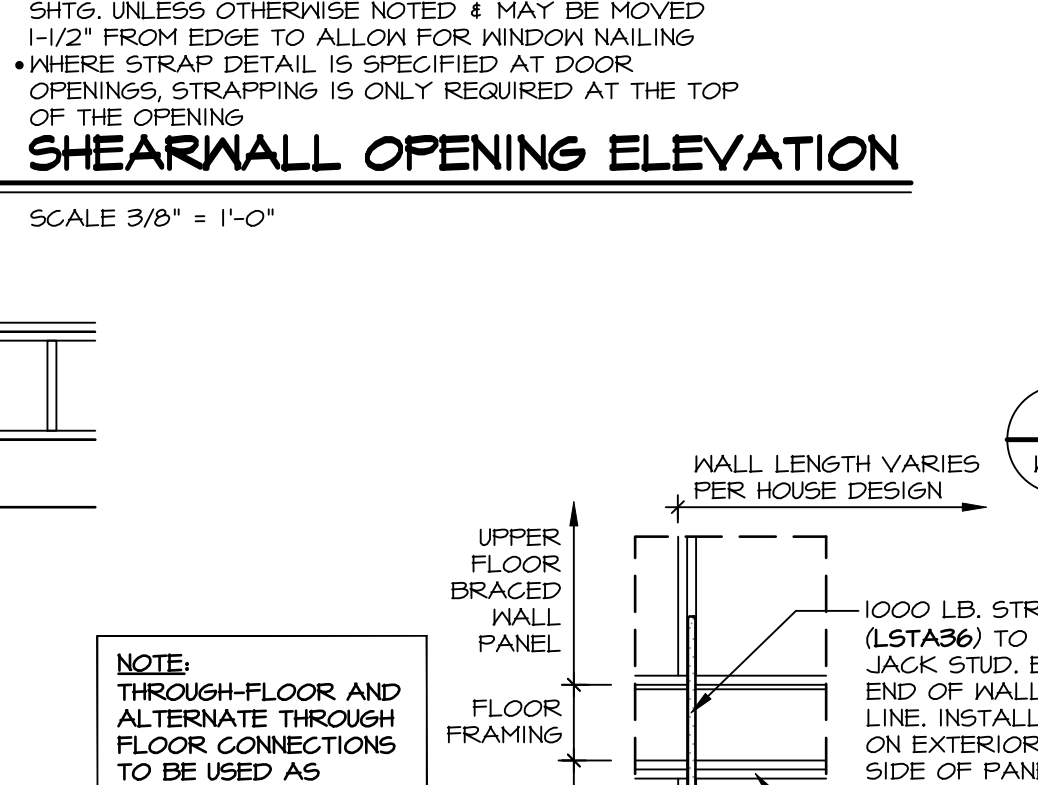 SHTG. UNLESS OTHERWISE NOTED & MAY BE MOVED
1-1/2" FROM EDGE TO ALLOW FOR WINDOW NAILING
• WHERE STRAP DETAIL IS SPECIFIED AT DOOR
OPENINGS, STRAPPING IS ONLY REQUIRED AT THE TOP
OF THE OPENING
SHEARWALL OPENING ELEVATION
SCALE 3/8" = 1'-0"
WALL LENGTH VARIES
PER HOUSE DESIGN
UPPER
FLOOR
BRACED
WALL
PANEL
FLOOR
FRAMING
1000 LB.
(LSTA36) TO
JACK STUD.
END OF WALL
LINE. INSTALL
ON EXTERIOR
SIDE OF
NOTE:
THROUGH-FLOOR AND
ALTERNATE THROUGH
FLOOR CONNECTIONS
TO BE USED AS